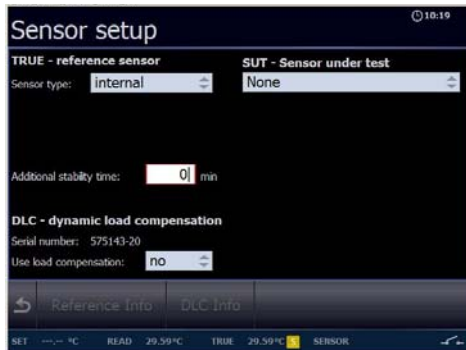 Sensor setup
10:19
TRUE - reference sensor
SUT - Sensor under test
Sensor type: internal
None
Additional stability time: 0 min
DLC - dynamic load compensation
Serial number: 575143-20
Use load compensation: no
Reference Info DLC Info
SET ---.-- °C READ 29.59°C TRUE 29.59°C S SENSOR